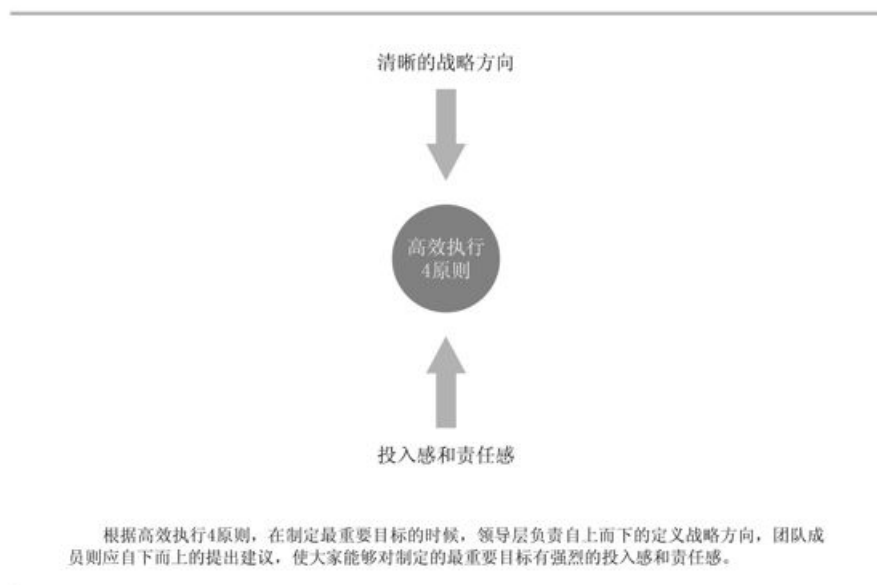 清晰的战略方向
高效执行
4原则
投入感和责任感
根据高效执行4原则，在制定最重要目标的时候，领导层负责自上而下的定义战略方向，团队成
员则应自下而上的提出建议，使大家能够对制定的最重要目标有强烈的投入感和责任感。